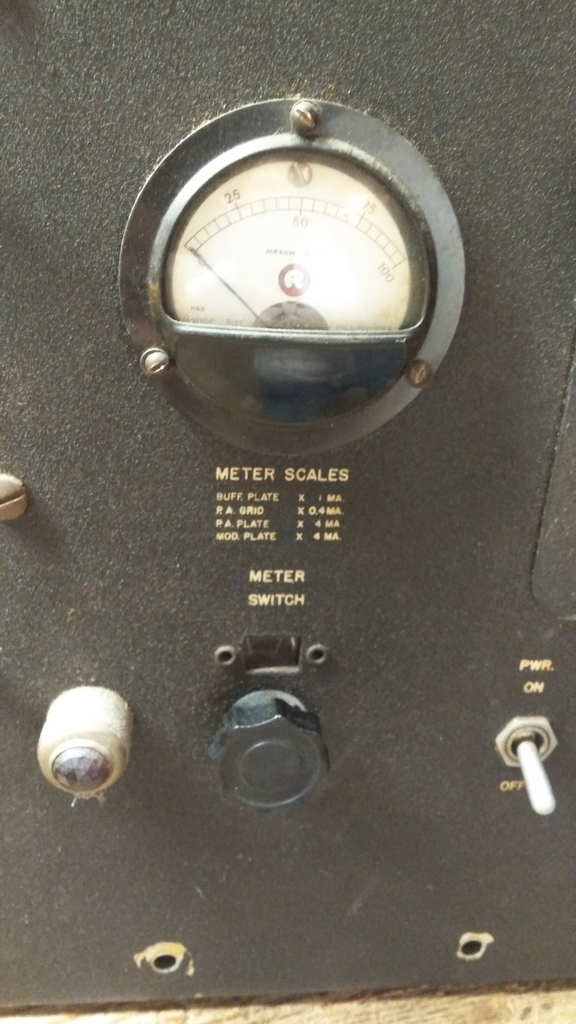 25
50
75
100
METER SCALES
BUFF. PLATE X 1 MA.
P.A. GRID X 0.4 MA.
P.A. PLATE X 4 MA
MOD. PLATE X 4 MA.
METER
SWITCH
PWR.
ON
OFF